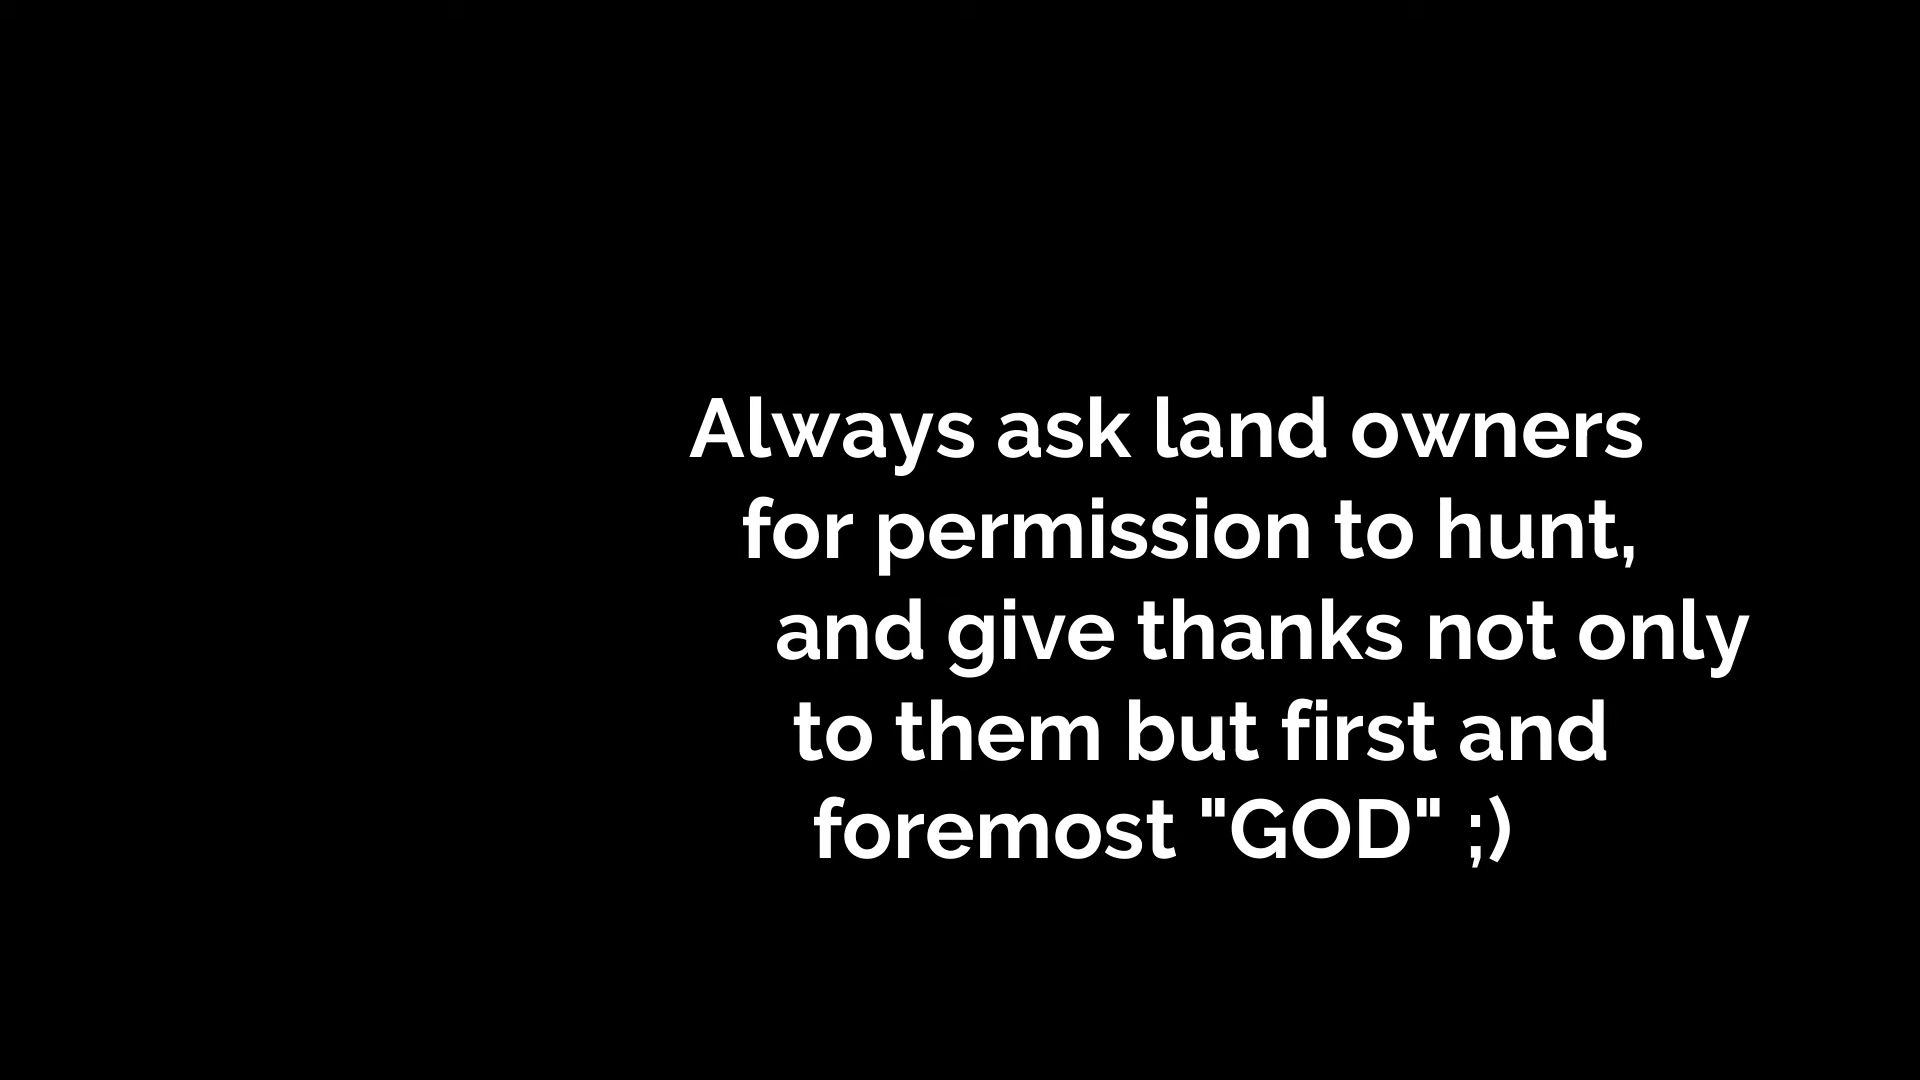 Always ask land owners
for permission to hunt,
and give thanks not only
to them but first and
foremost "GOD" ;)